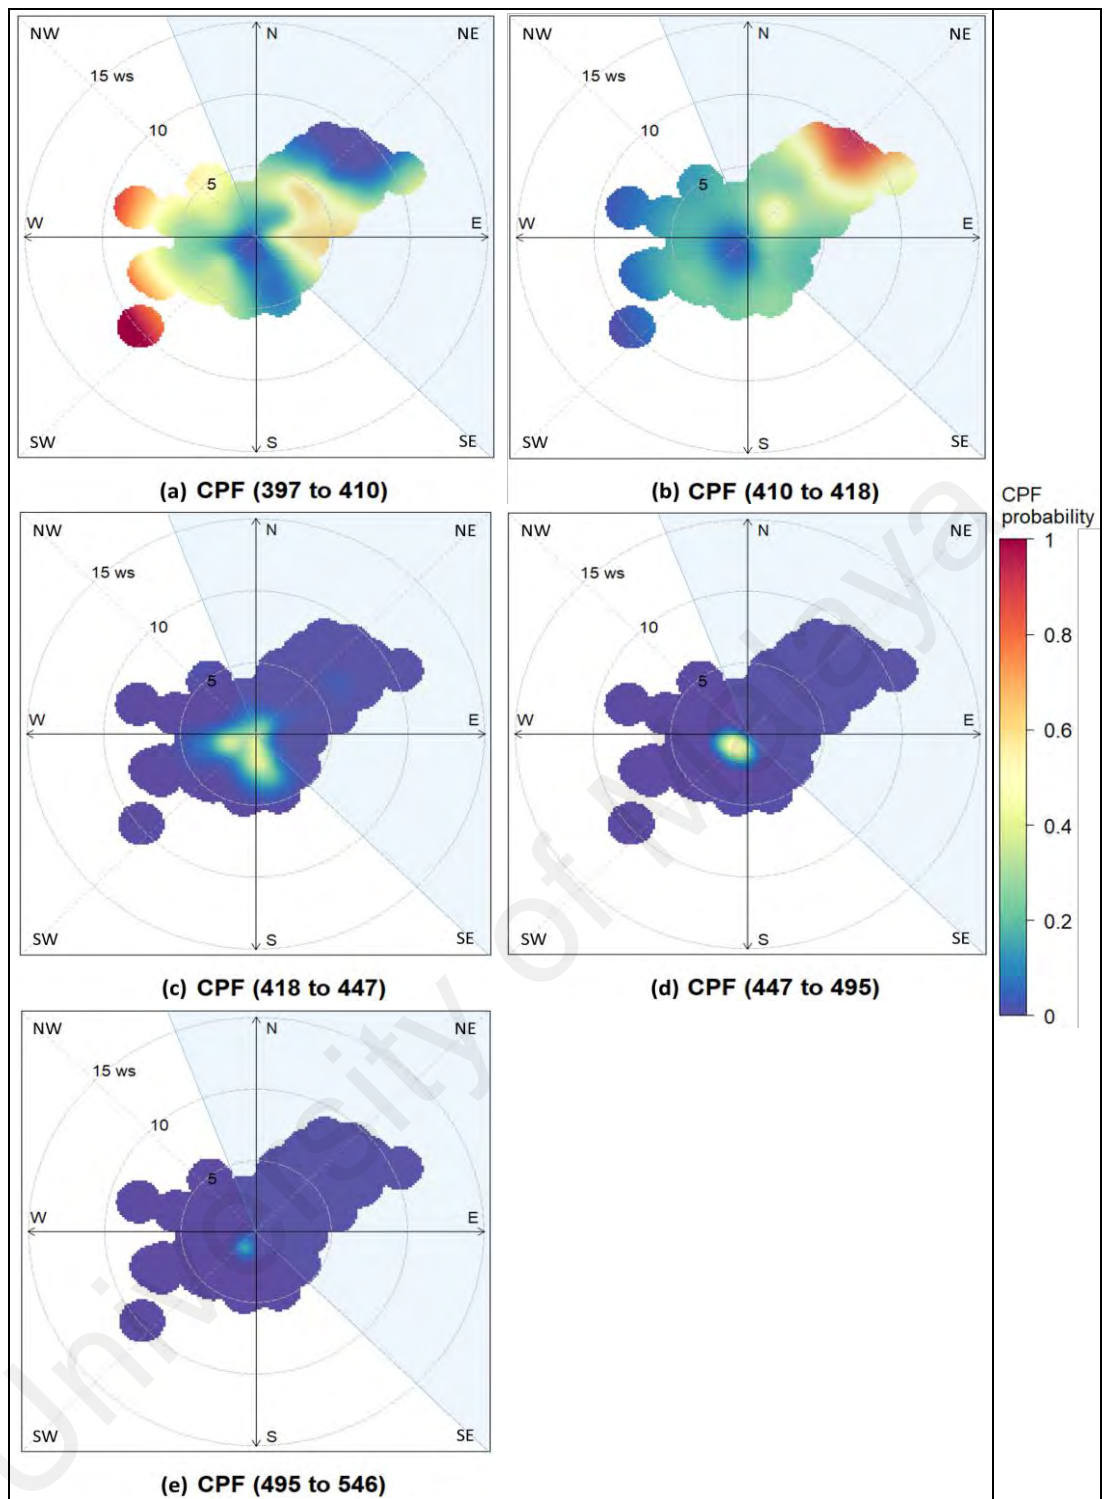 NW
N
NE
15 ws
10
5
W
E
SW
S
SE
(a) CPF (397 to 410)
NW
N
NE
15 ws
10
5
W
E
SW
S
SE
(b) CPF (410 to 418)
NW
N
NE
15 ws
10
5
W
E
SW
S
SE
(c) CPF (418 to 447)
NW
N
NE
15 ws
10
5
W
E
SW
S
SE
(d) CPF (447 to 495)
NW
N
NE
15 ws
10
5
W
E
SW
S
SE
(e) CPF (495 to 546)
CPF
probability
1
0.8
0.6
0.4
0.2
0
University of Malaya